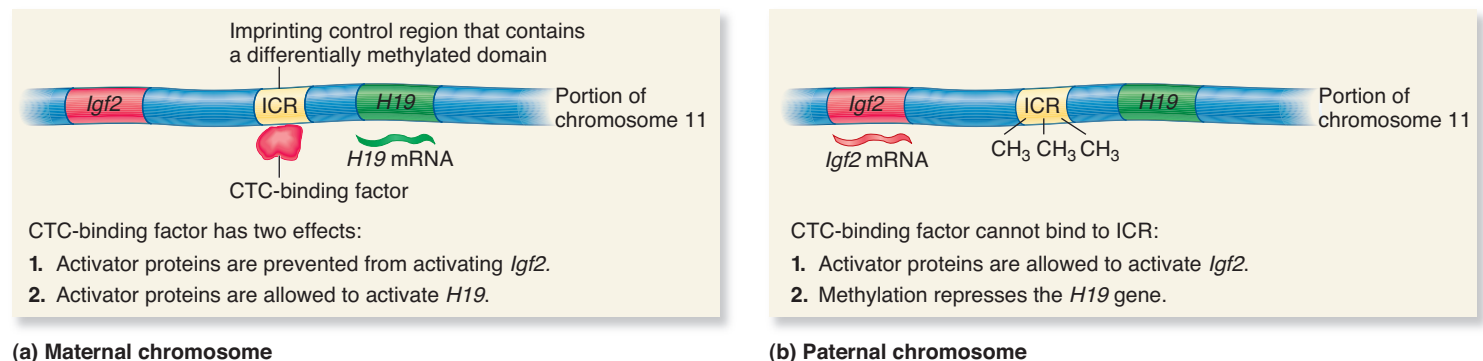 Imprinting control region that contains
a differentially methylated domain
Igf2
ICR
H19
Portion of
chromosome 11
H19 mRNA
CTC-binding factor
CTC-binding factor has two effects:
1. Activator proteins are prevented from activating Igf2.
2. Activator proteins are allowed to activate H19.
(a) Maternal chromosome
Igf2
ICR
H19
Portion of
chromosome 11
CH₃ CH₃ CH₃
Igf2 mRNA
CTC-binding factor cannot bind to ICR:
1. Activator proteins are allowed to activate Igf2.
2. Methylation represses the H19 gene.
(b) Paternal chromosome